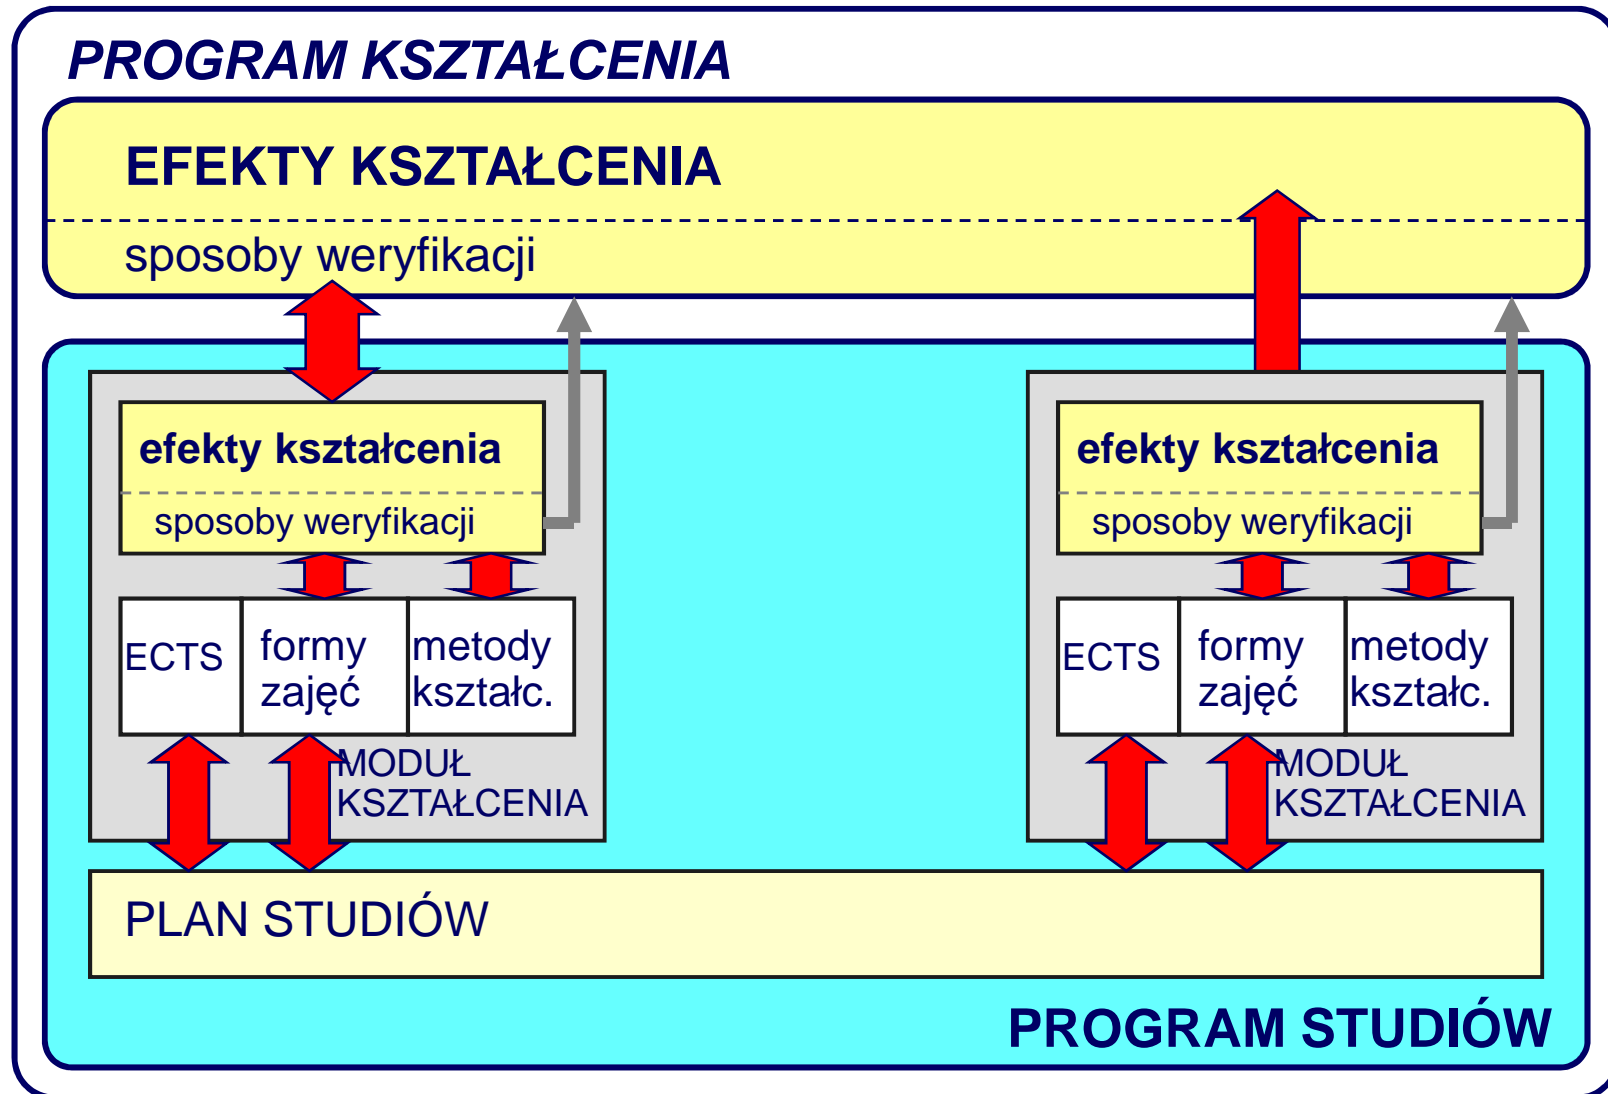 PROGRAM KSZTAŁCENIA
EFEKTY KSZTAŁCENIA
sposoby weryfikacji
efekty kształcenia
sposoby weryfikacji
ECTS
formy
zajęć
metody
kształc.
MODUŁ
KSZTAŁCENIA
efekty kształcenia
sposoby weryfikacji
ECTS
formy
zajęć
metody
kształc.
MODUŁ
KSZTAŁCENIA
PLAN STUDIÓW
PROGRAM STUDIÓW